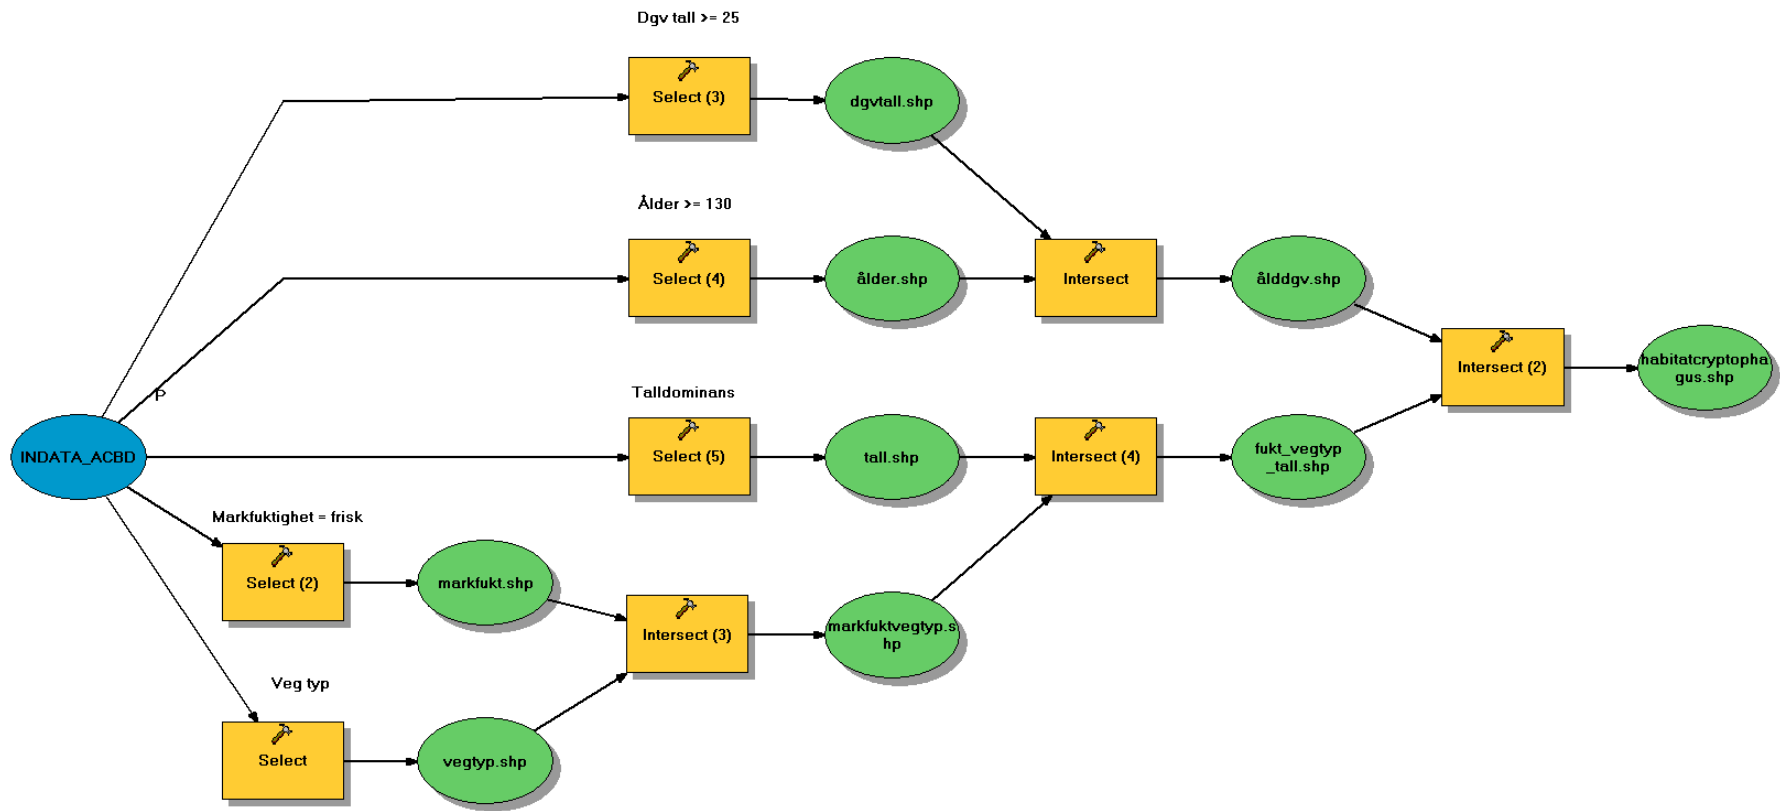 Dgv tall >= 25
Select (3)
dgvtall.shp
Ålder >= 130
Select (4)
ålder.shp
Intersect
ålddgv.shp
Intersect (2)
habitatcryptopha
gus.shp
P
Talldominans
INDATA_ACBD
Select (5)
tall.shp
Intersect (4)
fukt_vegtyp
_tall.shp
Markfuktighet = frisk
Select (2)
markfukt.shp
Intersect (3)
markfuktvegtyp.s
hp
Veg typ
Select
vegtyp.shp